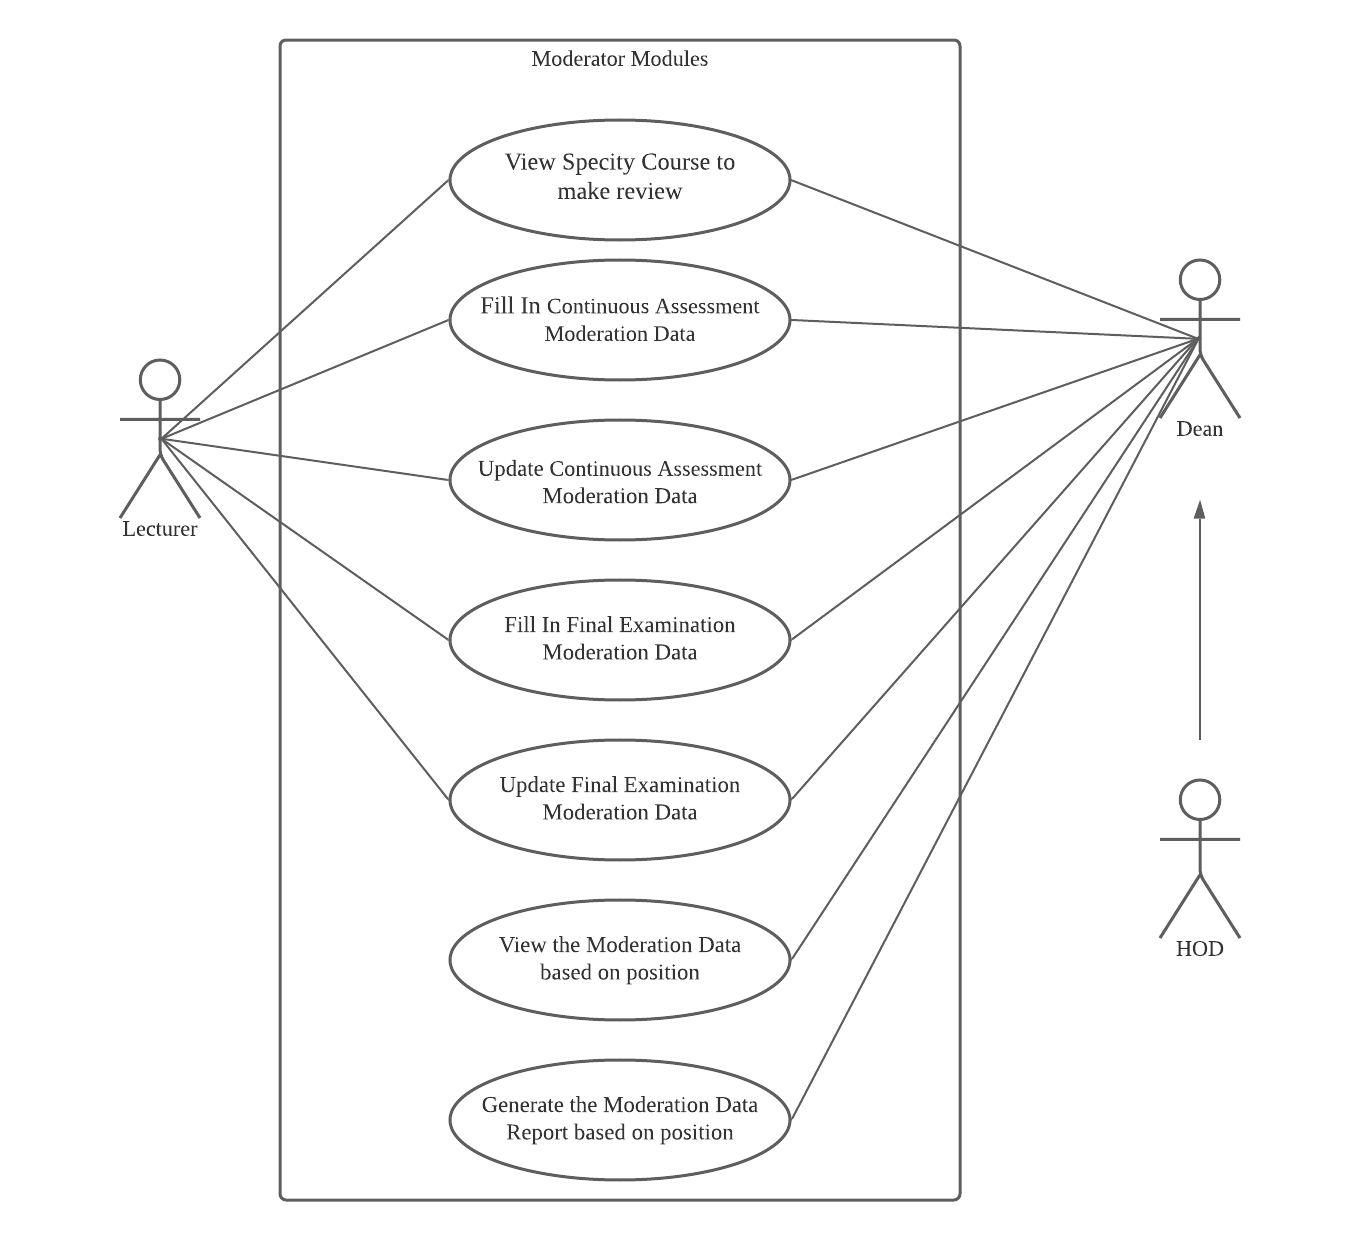 Moderator Modules
View Specity Course to
make review
Fill In Continuous Assessment
Moderation Data
Update Continuous Assessment
Moderation Data
Fill In Final Examination
Moderation Data
Update Final Examination
Moderation Data
View the Moderation Data
based on position
Generate the Moderation Data
Report based on position
Lecturer
Dean
HOD